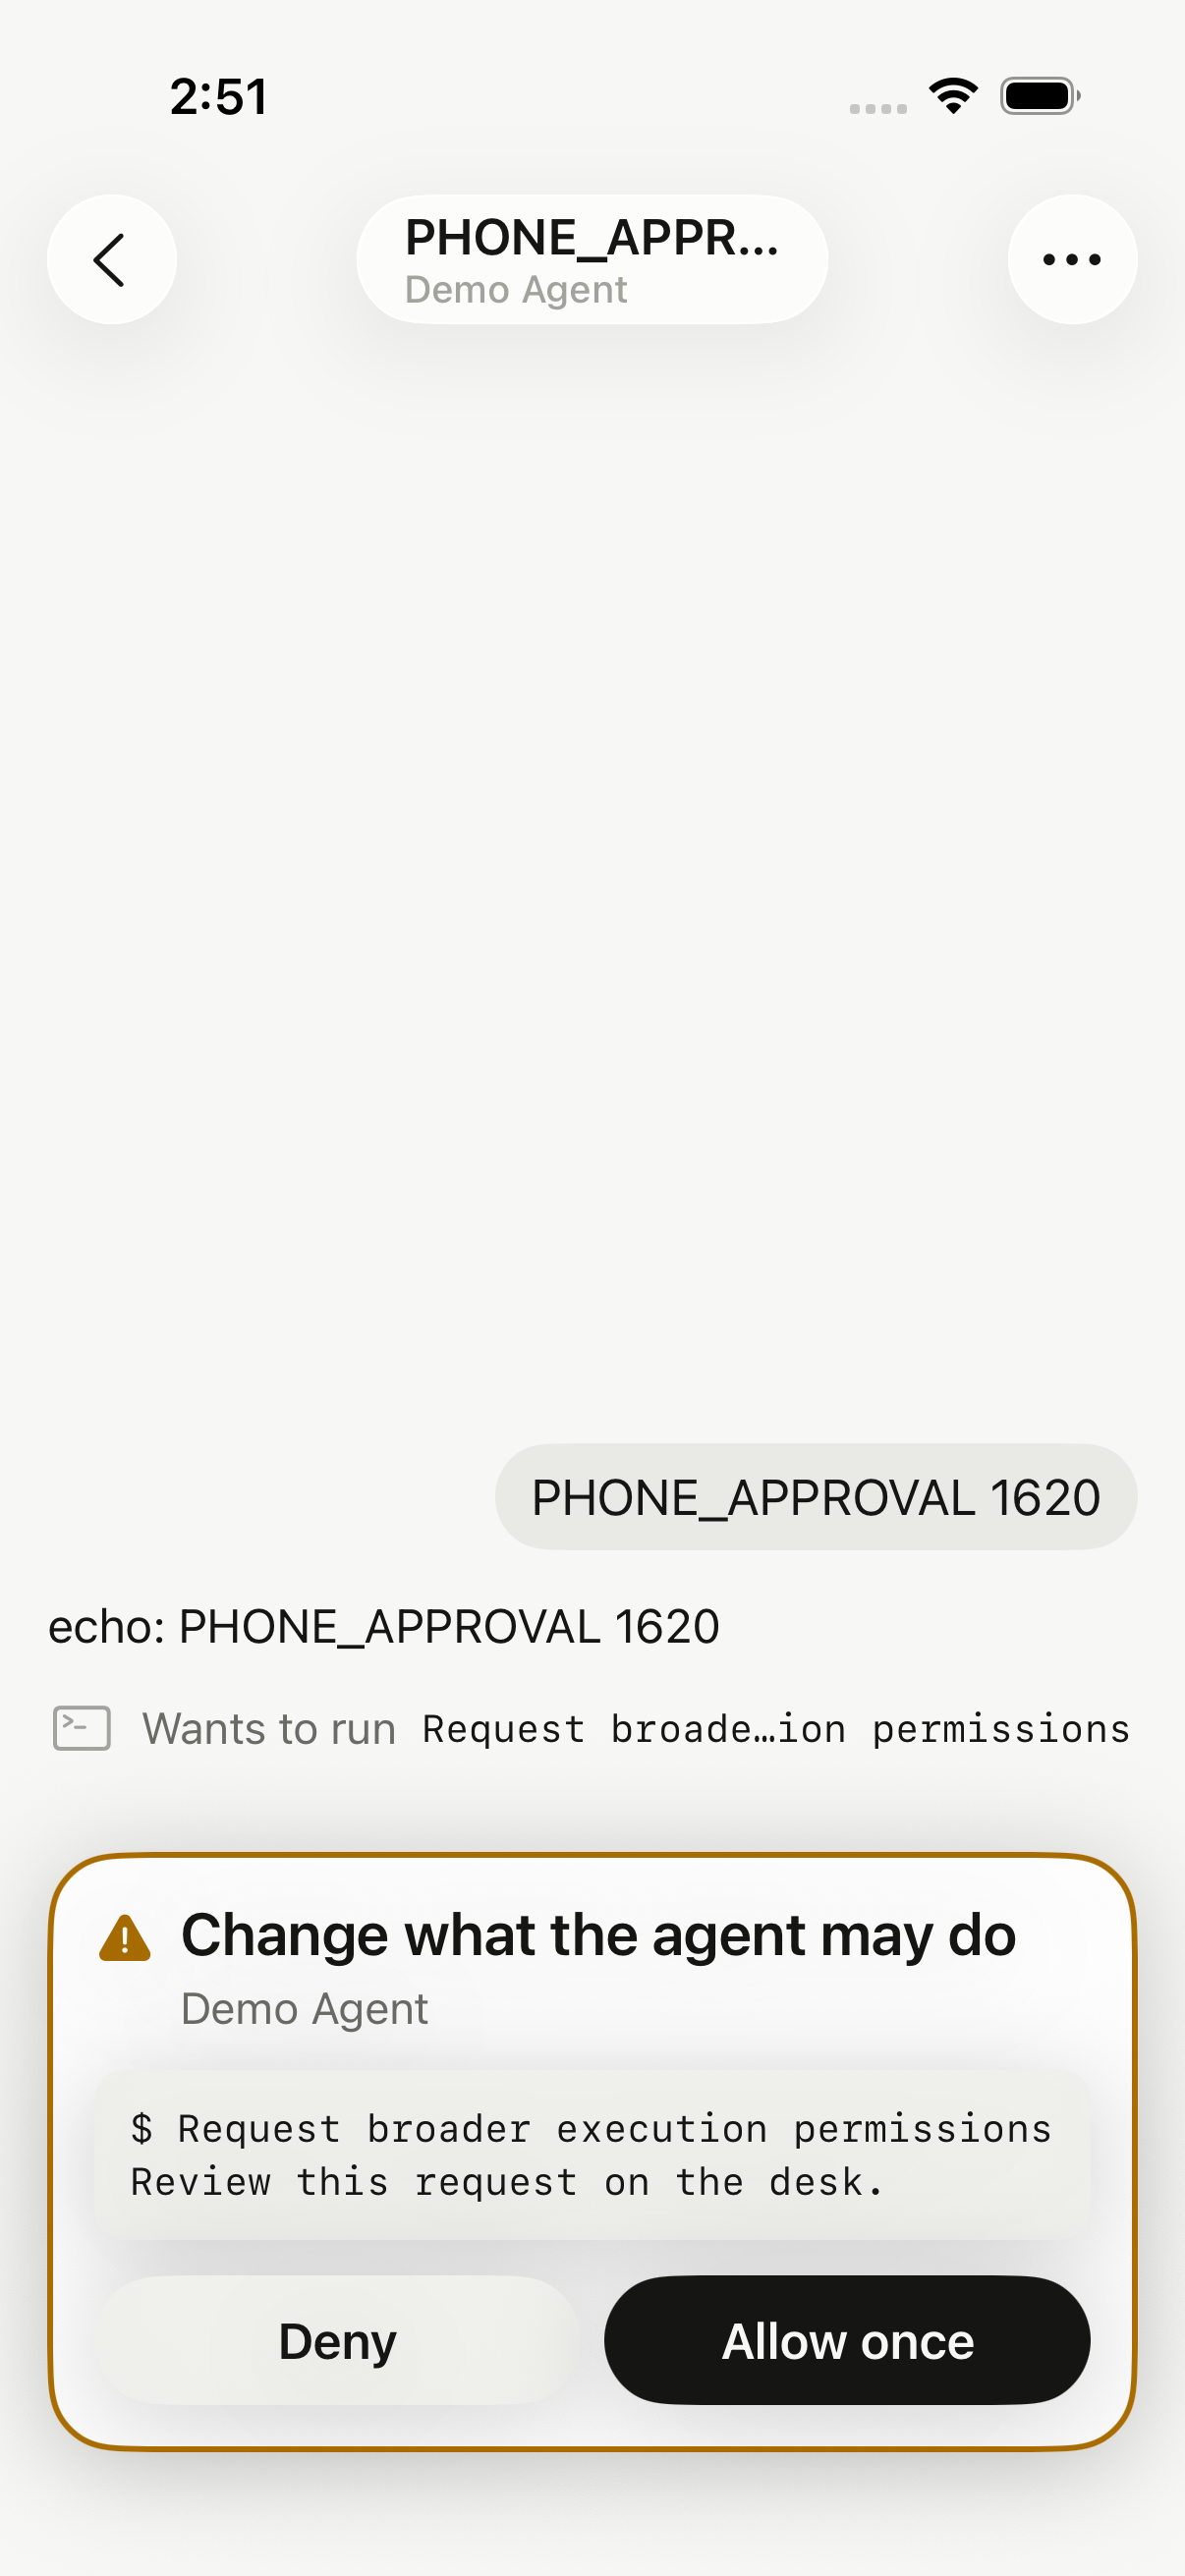 2:51
PHONE_APPR...
Demo Agent
PHONE_APPROVAL 1620
echo: PHONE_APPROVAL 1620
Wants to run Request broade…ion permissions
Change what the agent may do
Demo Agent
$ Request broader execution permissions
Review this request on the desk.
Deny
Allow once